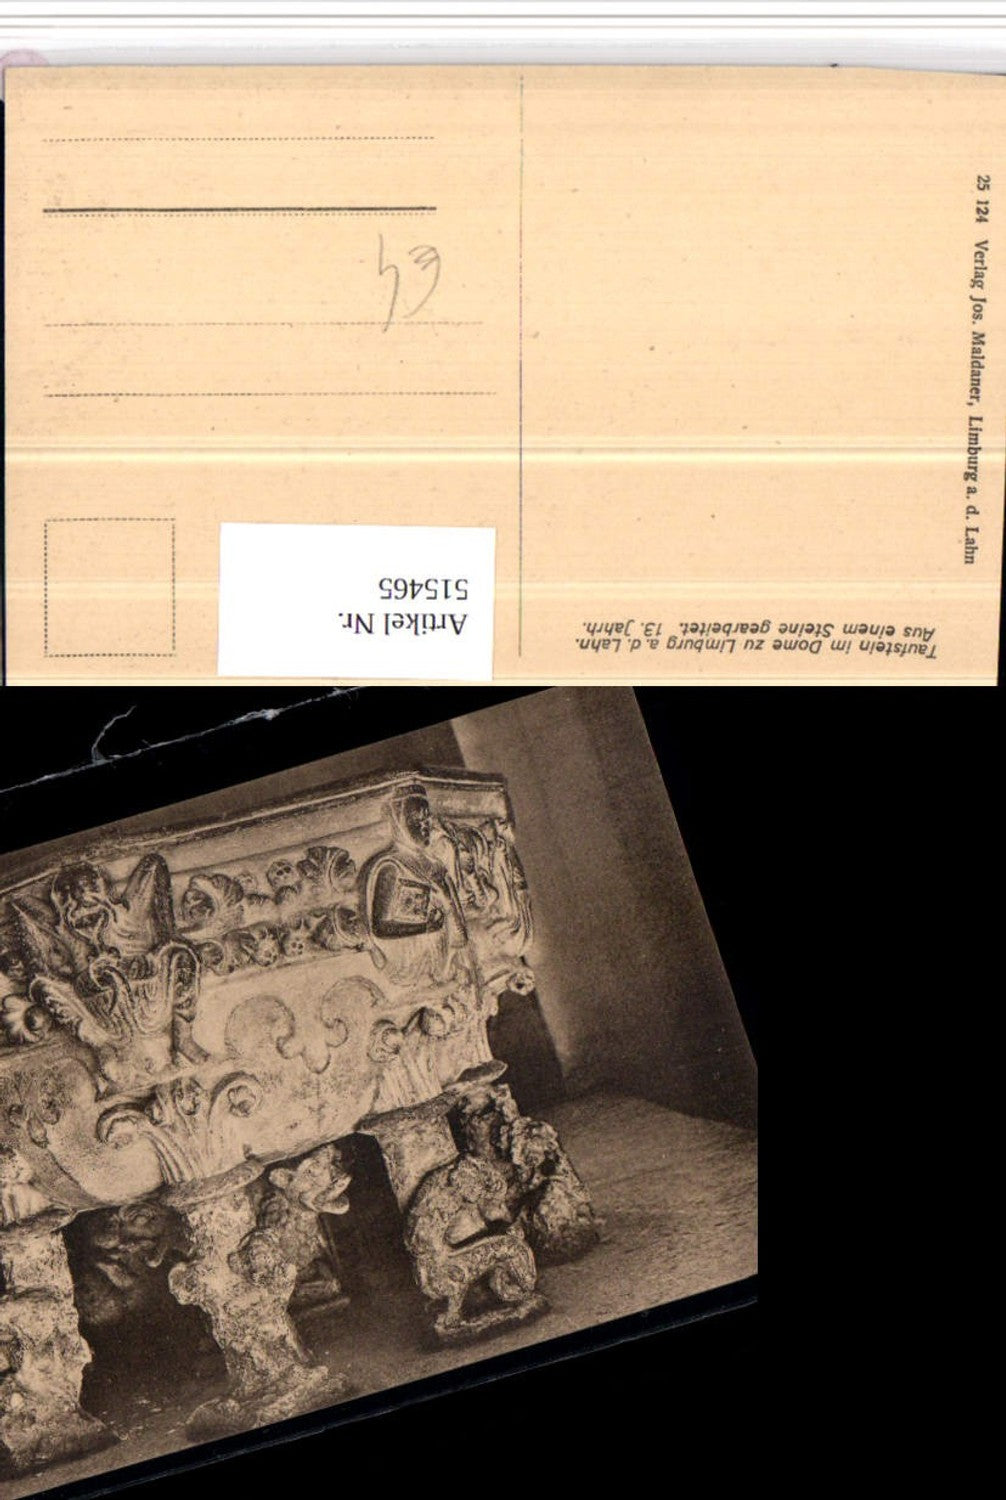 Taufstein im Dome zu Limburg a. d. Lahn.
Aus einem Steine gearbeitet. 13. Jahrh.
25 124 Verlag Jos. Maldaner, Limburg a. d. Lahn
Artikel Nr.
515465